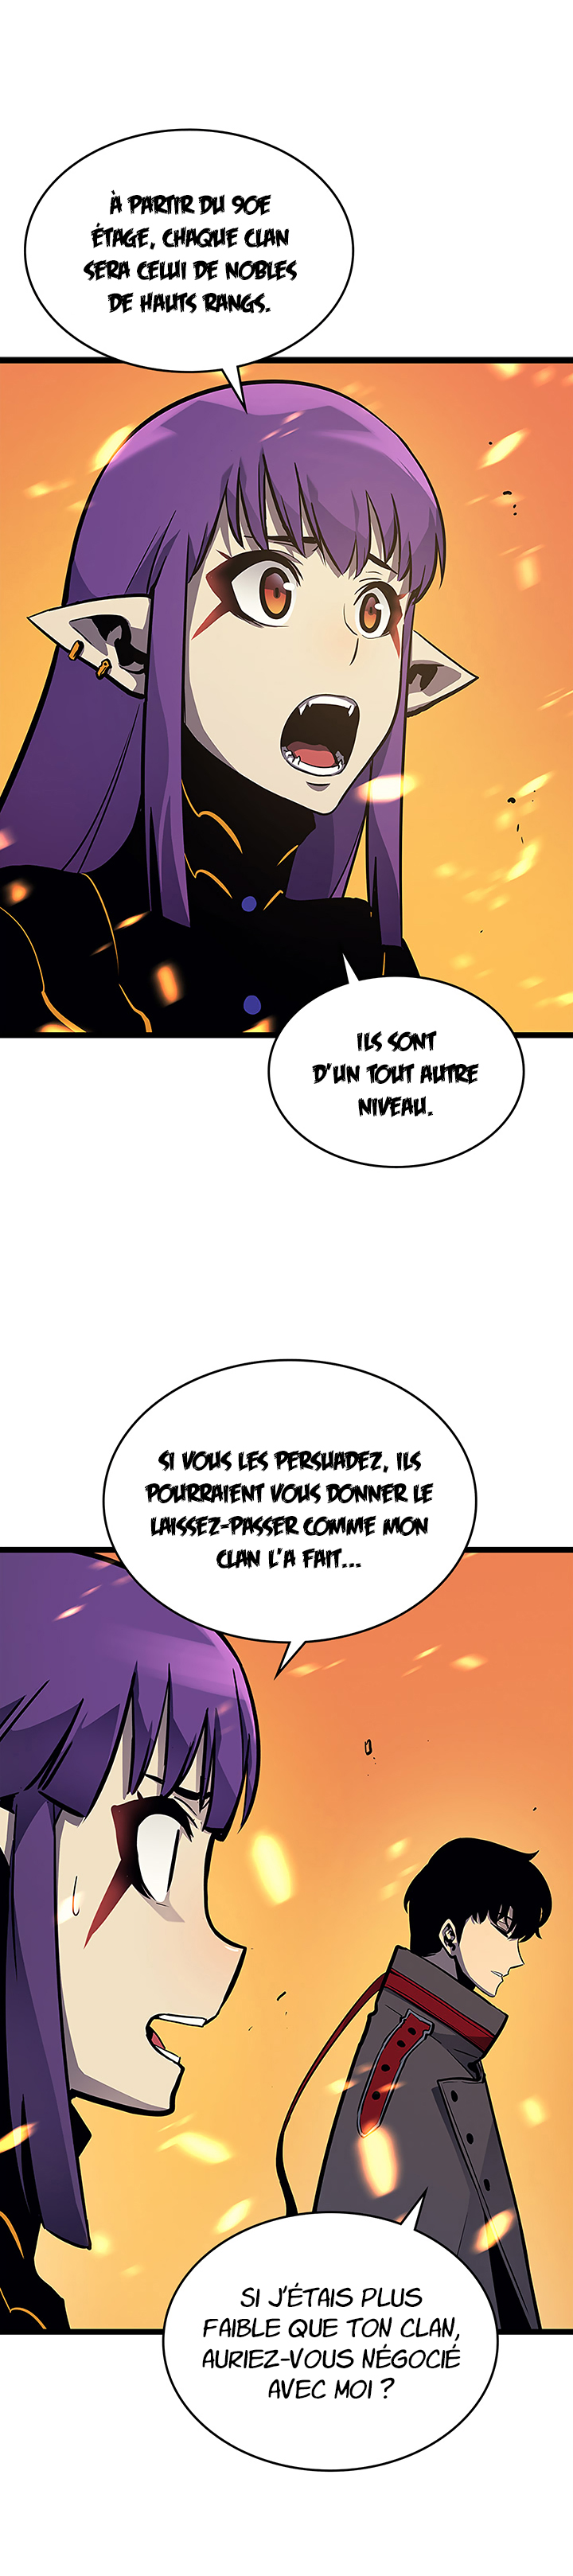 À PARTIR DU 90E
ÉTAGE, CHAQUE CLAN
SERA CELUI DE NOBLES
DE HAUTS RANGS.
ILS SONT
D'UN TOUT AUTRE
NIVEAU.
SI VOUS LES PERSUADEZ, ILS
POURRAIENT VOUS DONNER LE
LAISSEZ-PASSER COMME MON
CLAN L'A FAIT...
SI J'ÉTAIS PLUS
FAIBLE QUE TON CLAN,
AURIEZ-VOUS NÉGOCIÉ
AVEC MOI ?